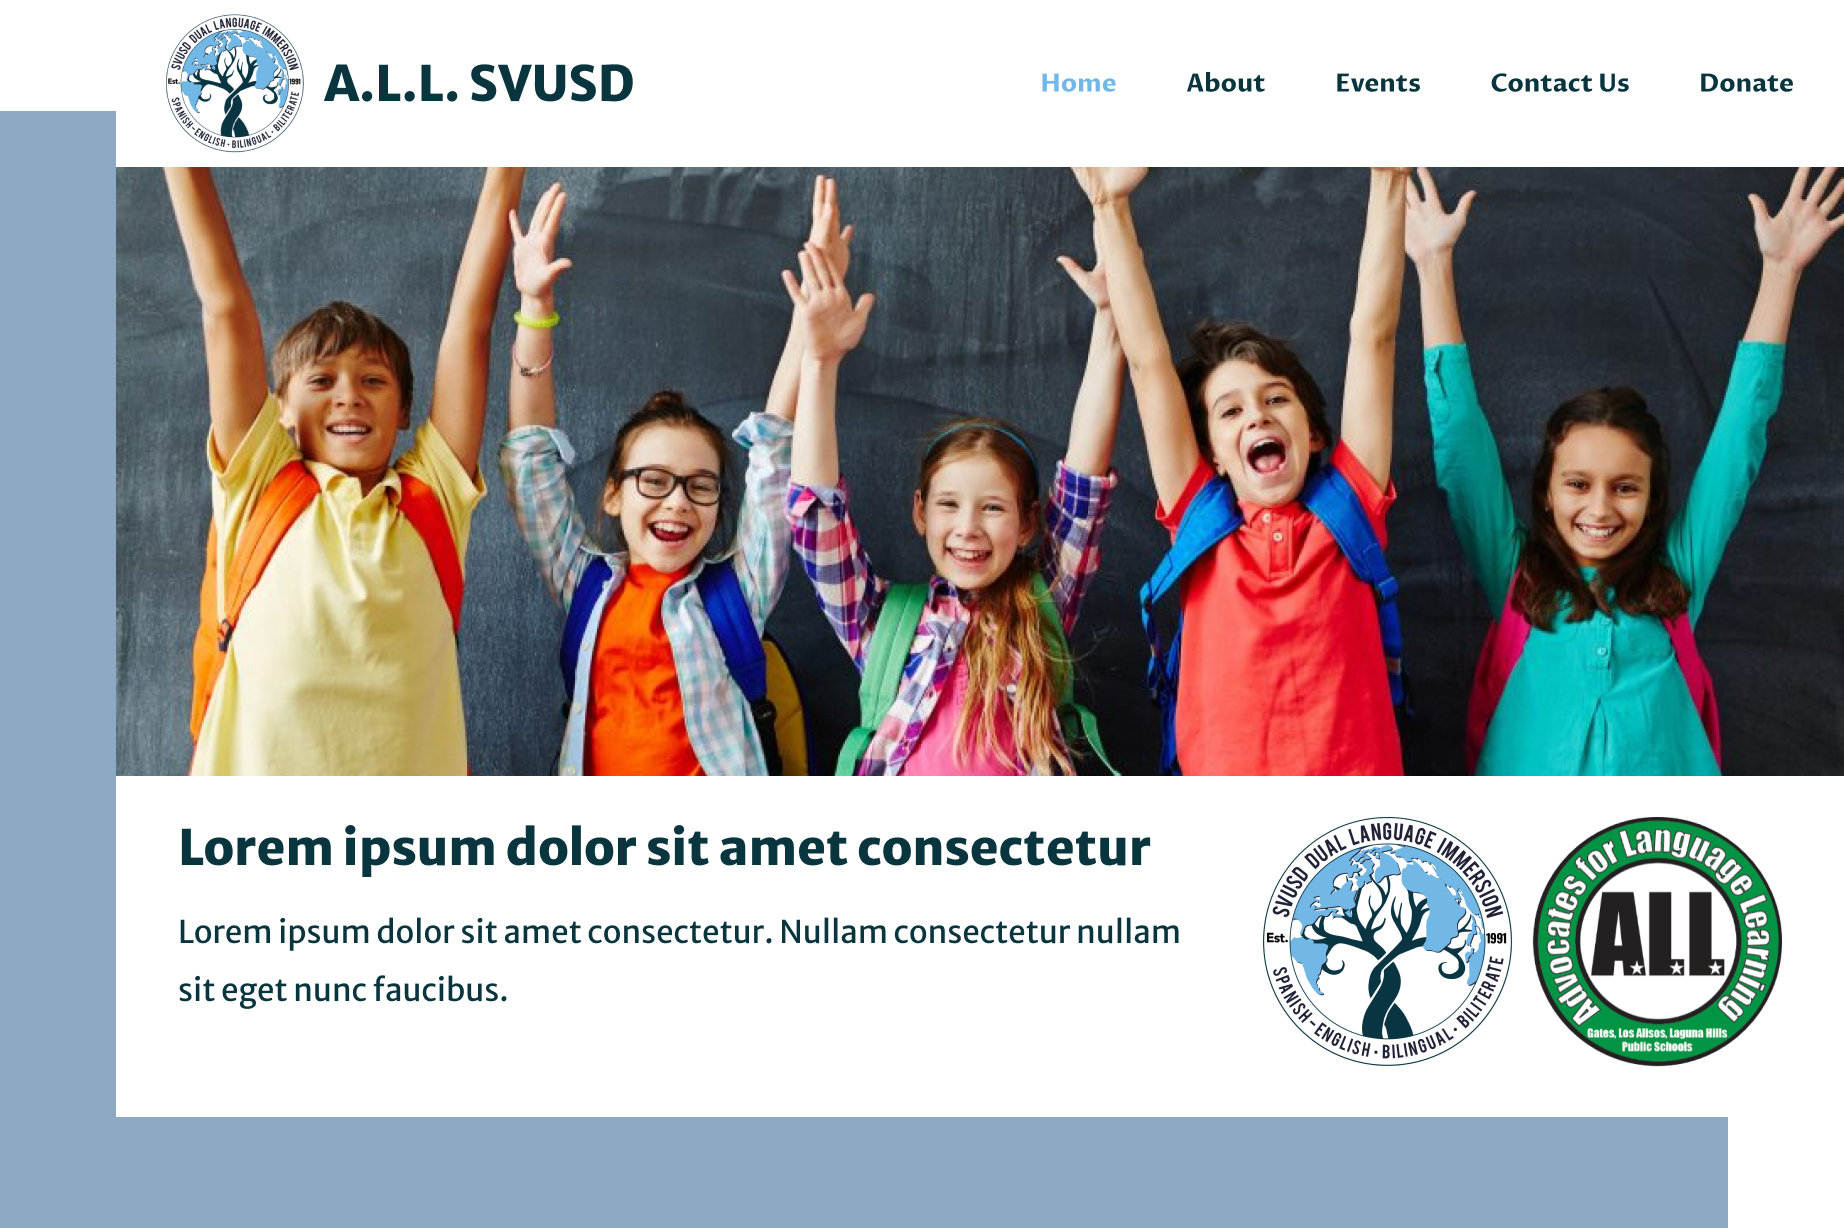 SVUSD DUAL LANGUAGE IMMERSION
Est. 1991
SPANISH-ENGLISH · BILINGUAL · BILITERATE
A.L.L. SVUSD
Home About Events Contact Us Donate
Lorem ipsum dolor sit amet consectetur
Lorem ipsum dolor sit amet consectetur. Nullam consectetur nullam
sit eget nunc faucibus.
SVUSD DUAL LANGUAGE IMMERSION
Est. 1991
SPANISH-ENGLISH · BILINGUAL · BILITERATE
Advocates for Language Learning
A.L.L.
Gates, Los Alisos, Laguna Hills
Public Schools